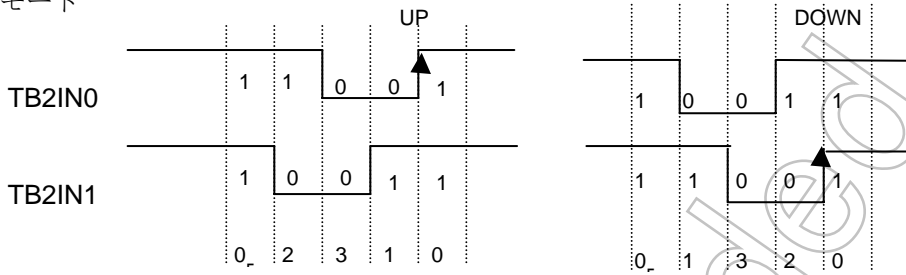 モード
UP DOWN
TB2IN0 1 1 0 0 1 1 0 0 1 1
TB2IN1 1 0 0 1 1 1 1 0 0 1
0 2 3 1 0 0 1 3 2 0